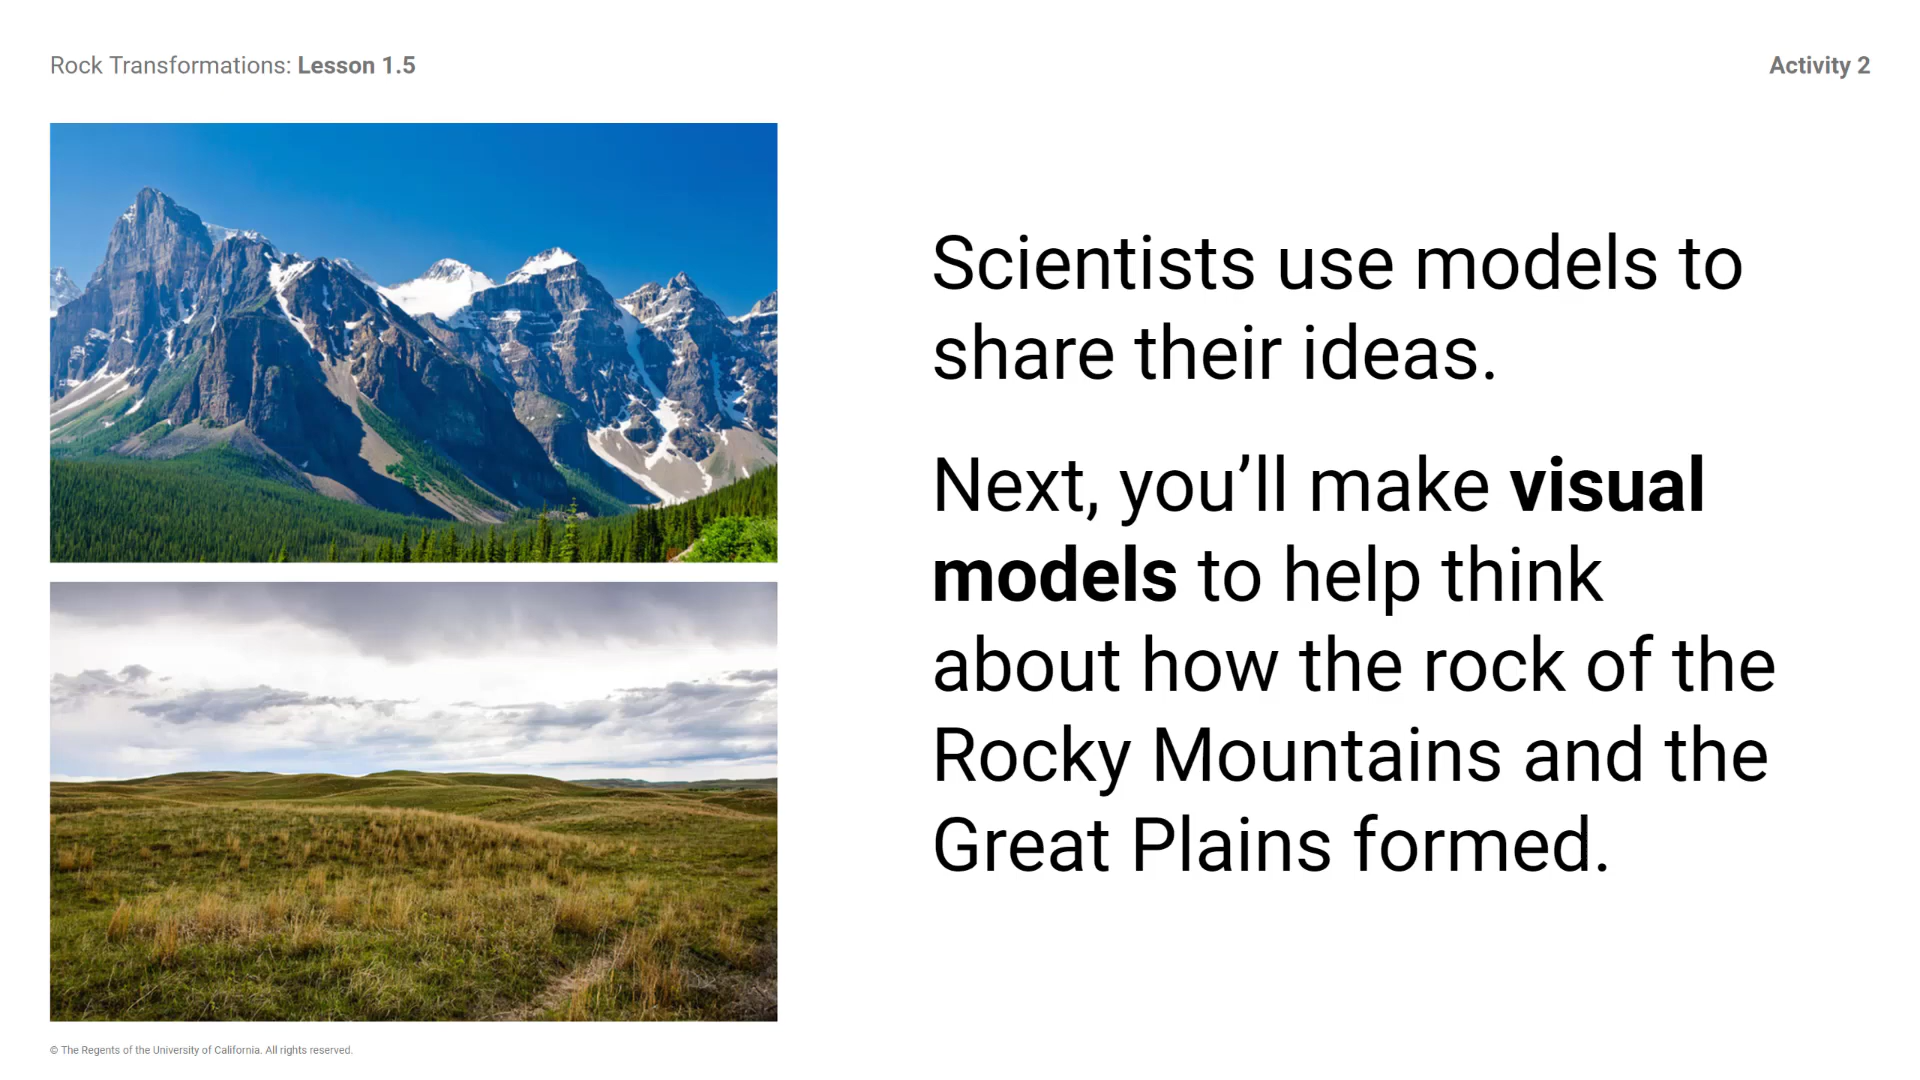 Rock Transformations: Lesson 1.5
Activity 2
Scientists use models to
share their ideas.
Next, you’ll make visual
models to help think
about how the rock of the
Rocky Mountains and the
Great Plains formed.
© The Regents of the University of California. All rights reserved.